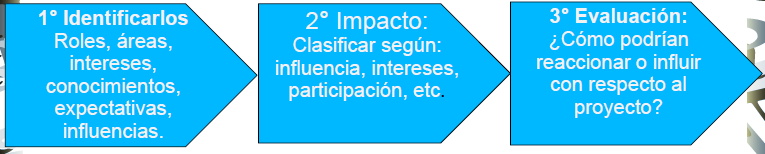 1° Identificarlos
Roles, áreas,
intereses,
conocimientos,
expectativas,
influencias.
2° Impacto:
Clasificar según:
influencia, intereses,
participación, etc.
3° Evaluación:
¿Cómo podrían
reaccionar o influir
con respecto al
proyecto?